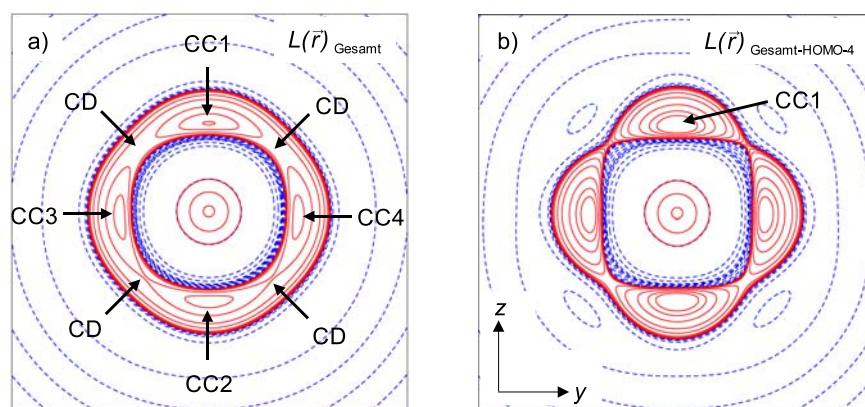 a) CC1 L(r⃗) Gesamt
CD CD
CC3 CC4
CD CD
CC2
b) L(r⃗) Gesamt-HOMO-4
CC1
z
y